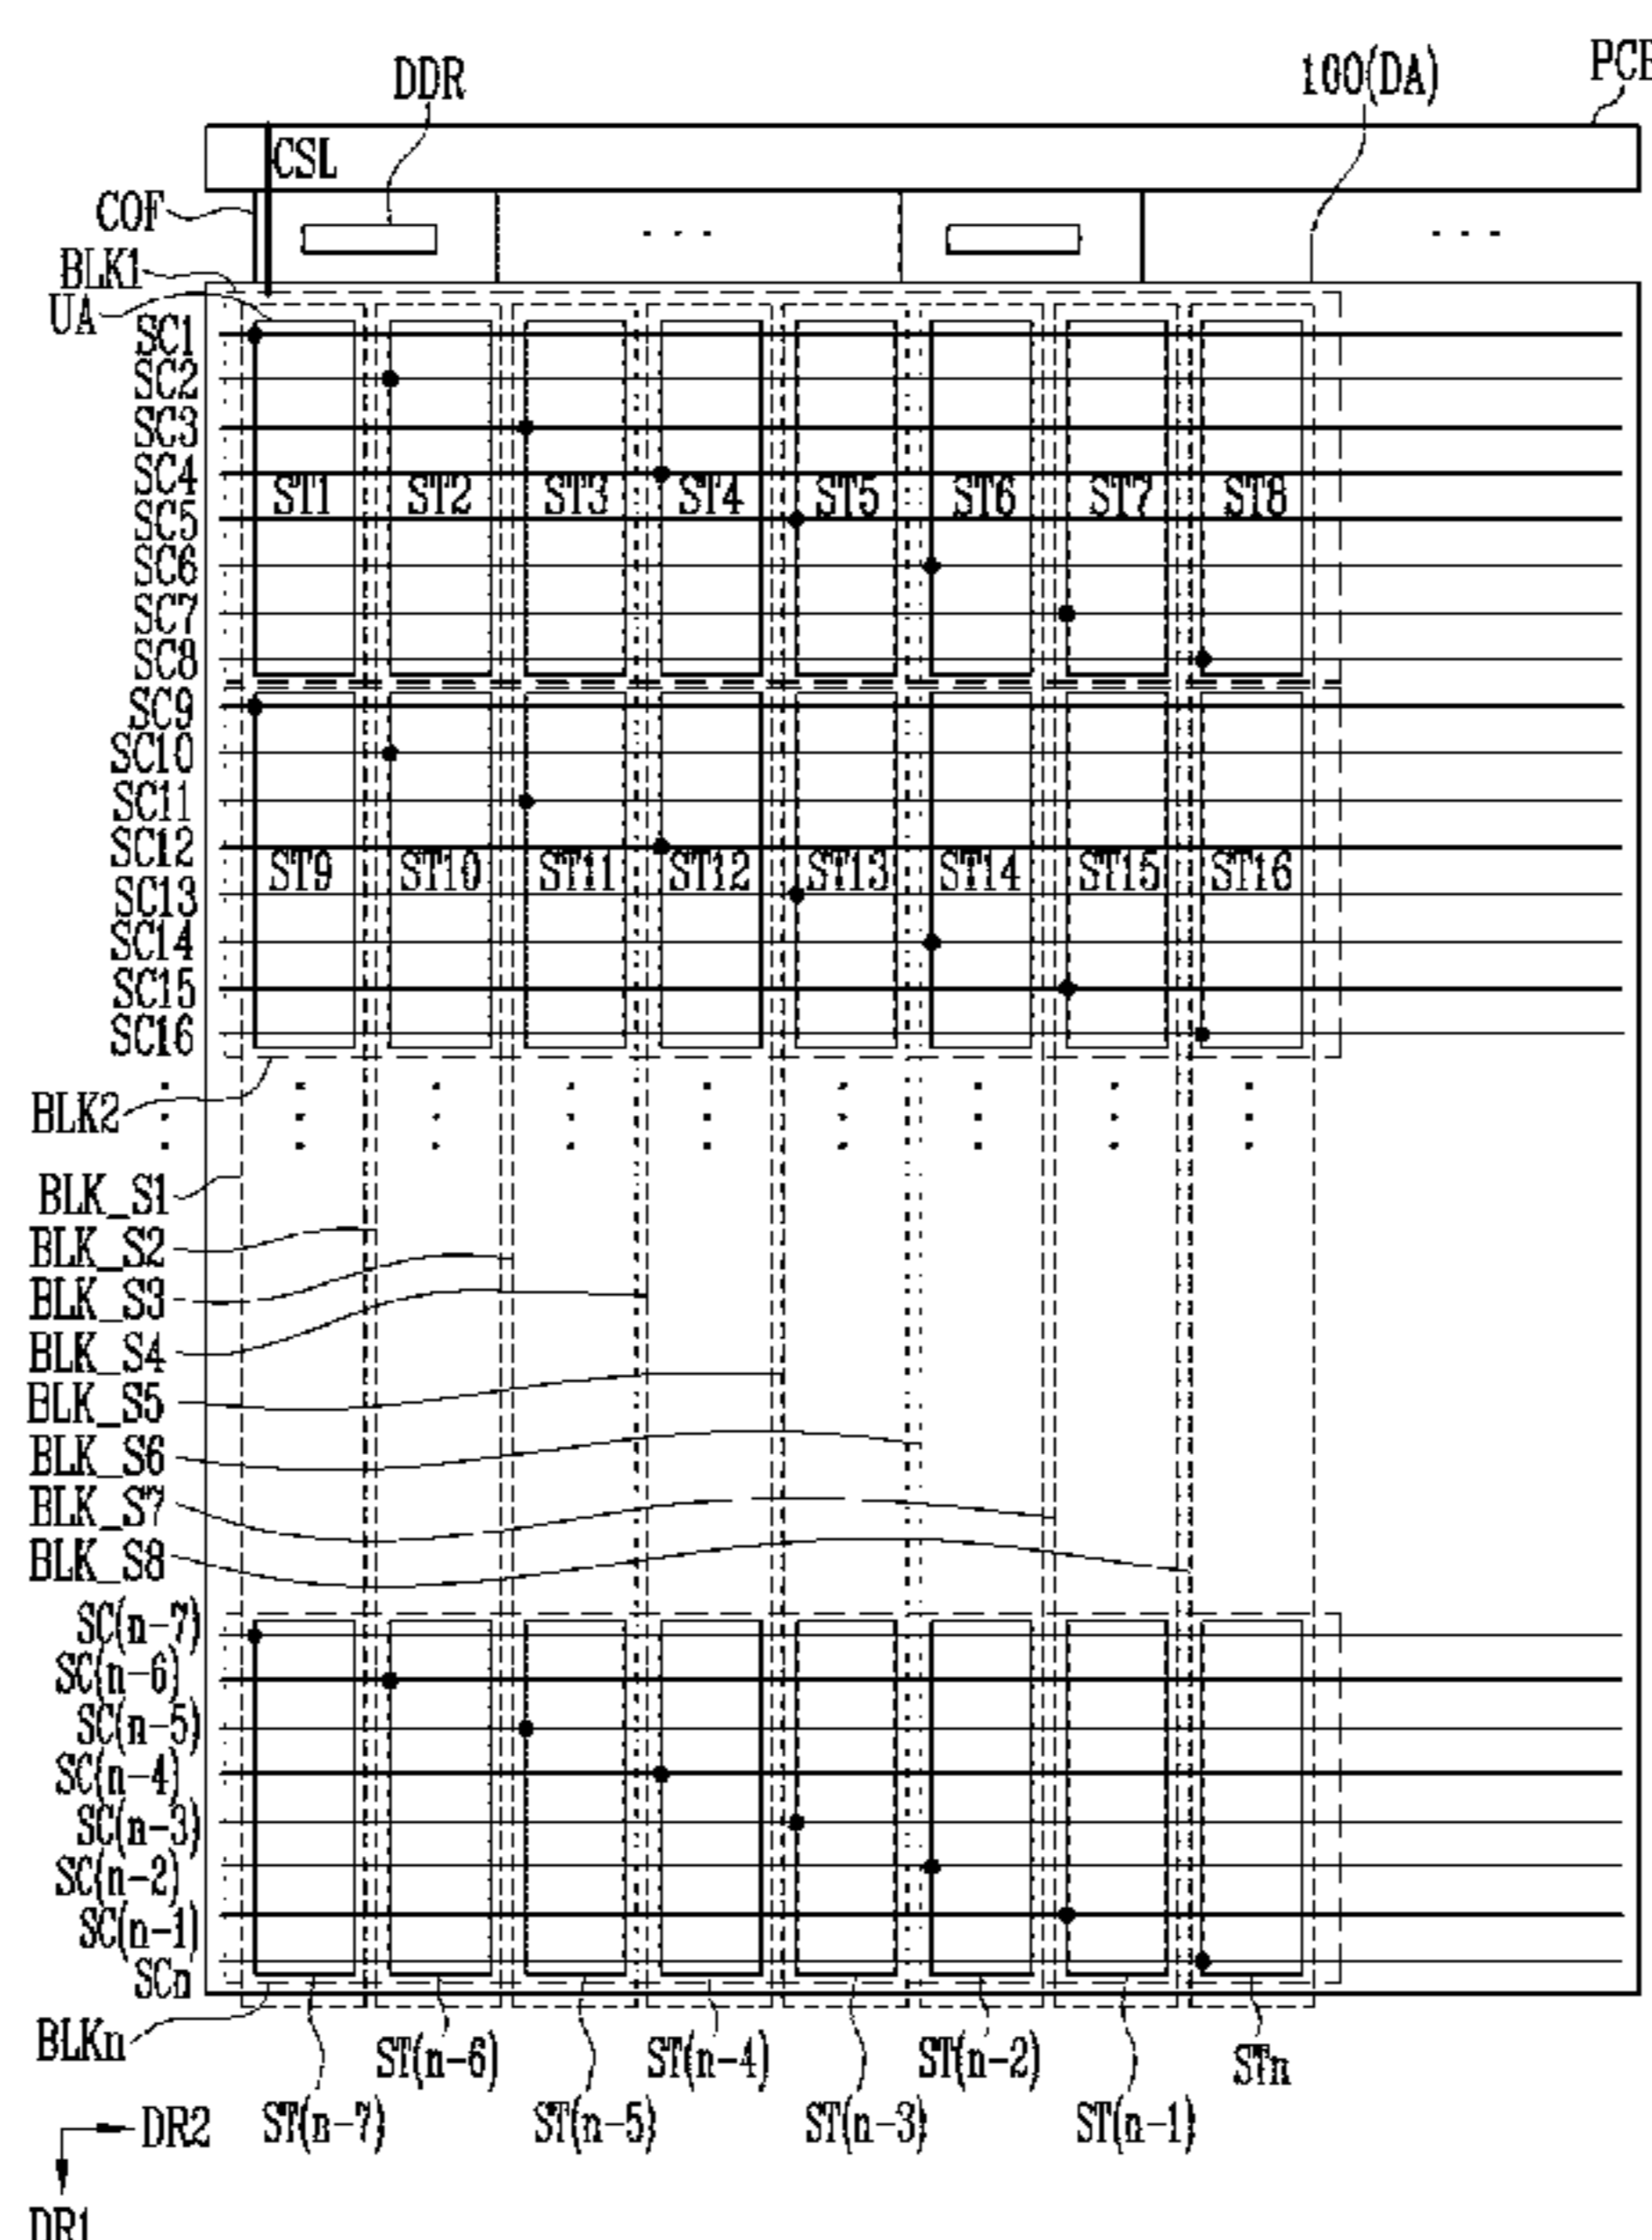 DDR
100(DA)
PCB
CSL
COF
BLK1
UA
SC1
SC2
SC3
SC4
ST1 ST2 ST3 ST4 ST5 ST6 ST7 ST8
SC5
SC6
SC7
SC8
SC9
SC10
SC11
SC12
ST9 ST10 ST11 ST12 ST13 ST14 ST15 ST16
SC13
SC14
SC15
SC16
BLK2
BLK_S1
BLK_S2
BLK_S3
BLK_S4
BLK_S5
BLK_S6
BLK_S7
BLK_S8
SC(n-7)
SC(n-6)
SC(n-5)
SC(n-4)
SC(n-3)
SC(n-2)
SC(n-1)
SCn
BLKn
ST(n-6) ST(n-4) ST(n-2) STn
ST(n-7) ST(n-5) ST(n-3) ST(n-1)
DR2
DR1